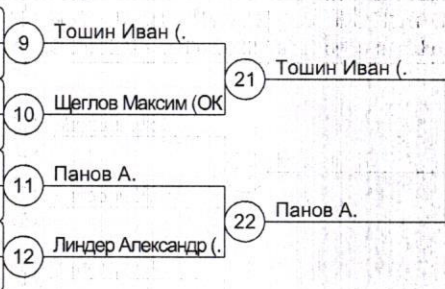 9 Тошин Иван (.
21 Тошин Иван (.
10 Щеглов Максим (ОК
11 Панов А.
22 Панов А.
12 Линдер Александр (.